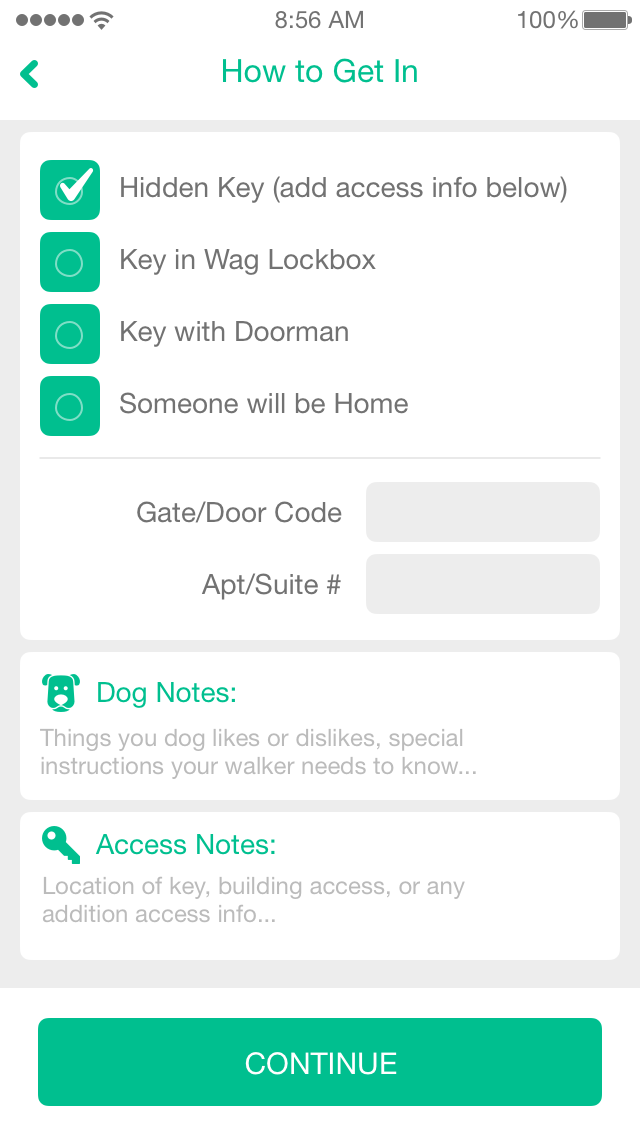 8:56 AM 100%
How to Get In
Hidden Key (add access info below)
Key in Wag Lockbox
Key with Doorman
Someone will be Home
Gate/Door Code
Apt/Suite #
Dog Notes:
Things you dog likes or dislikes, special
instructions your walker needs to know...
Access Notes:
Location of key, building access, or any
addition access info...
CONTINUE